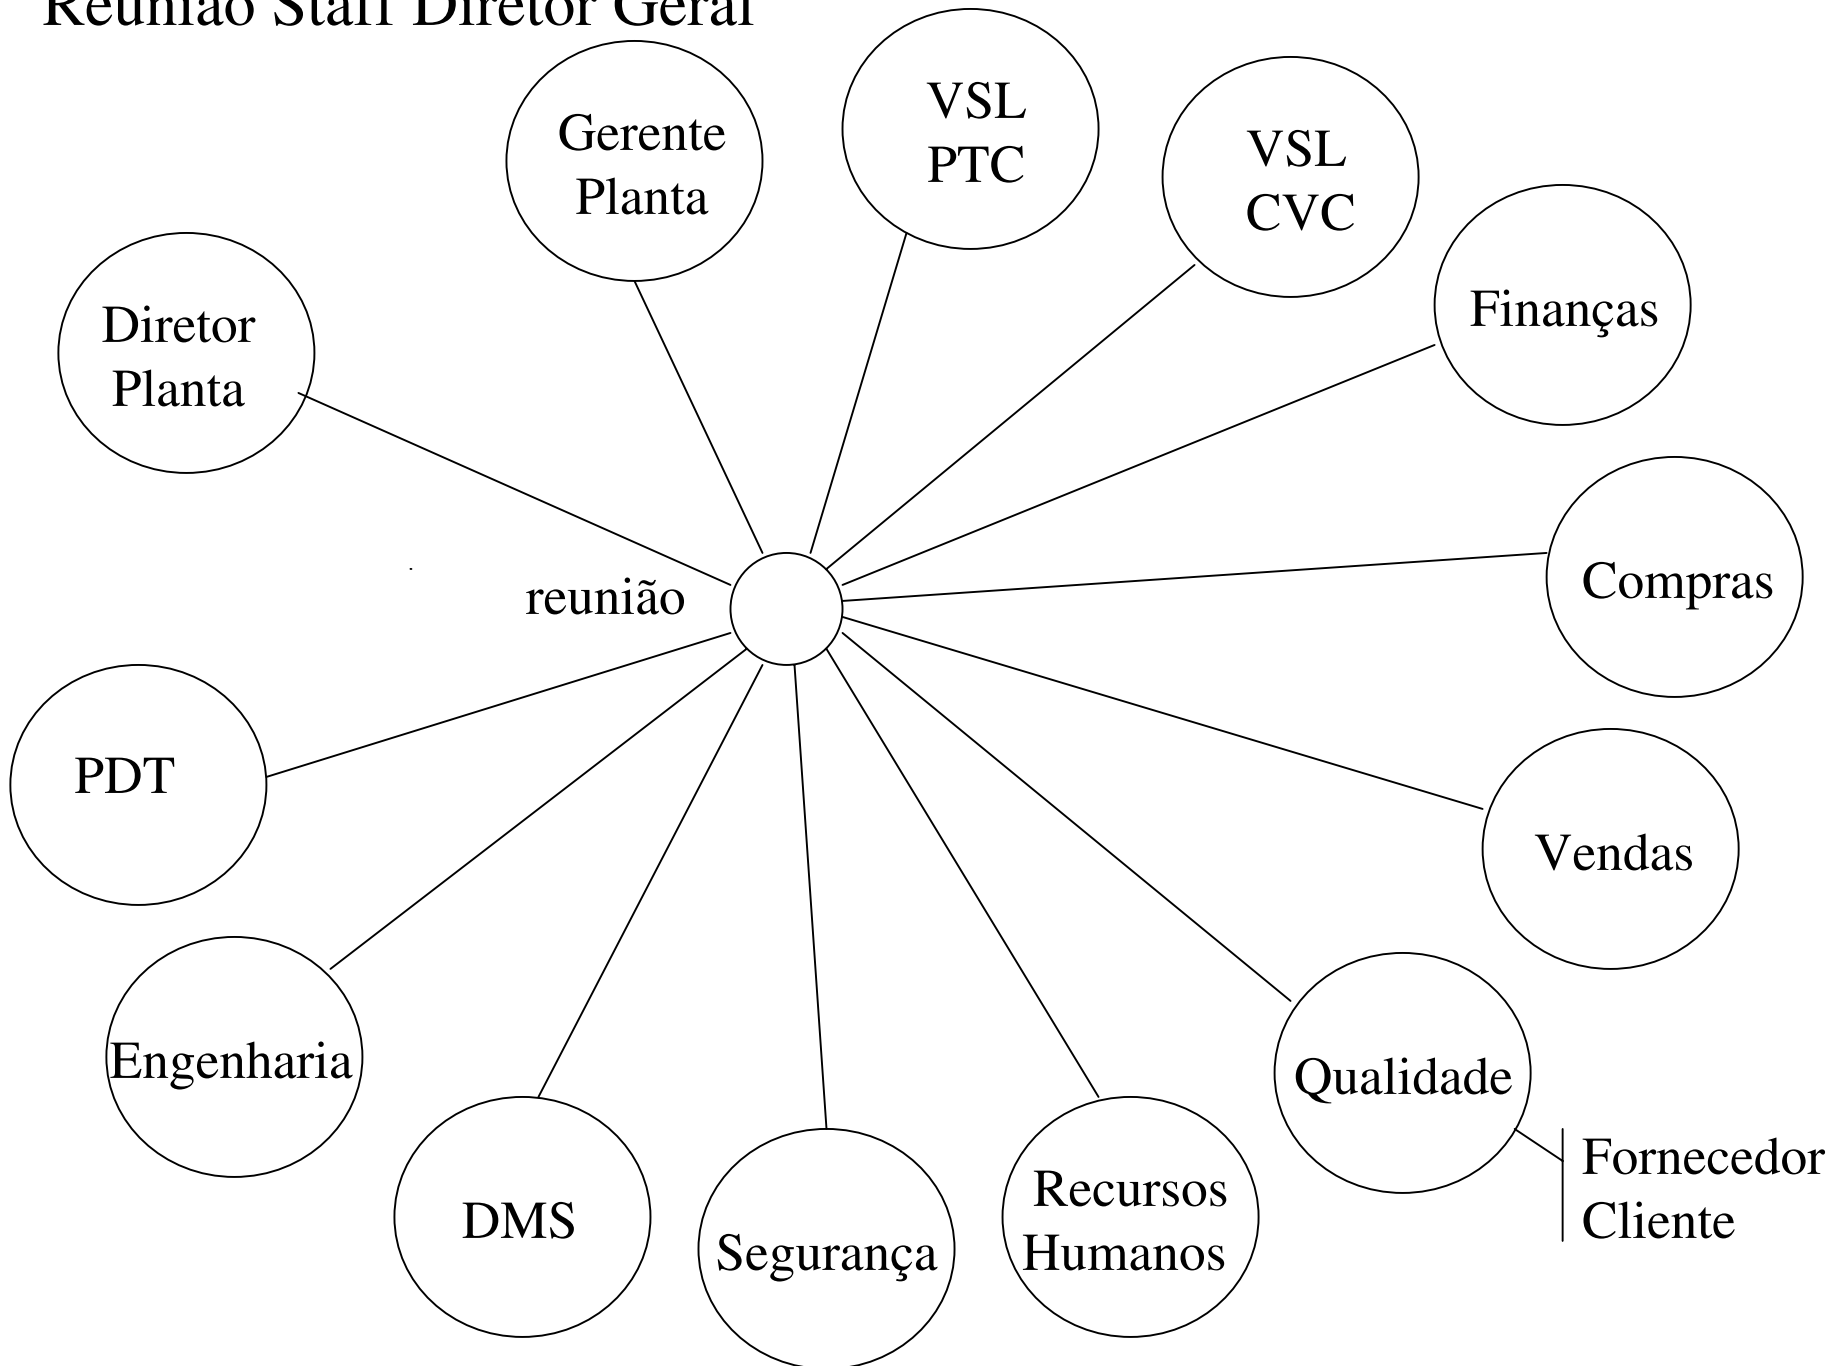 Reunião Staff Diretor Geral
VSL
PTC
Gerente
Planta
VSL
CVC
Finanças
Diretor
Planta
Compras
reunião
PDT
Vendas
Engenharia
Qualidade
Fornecedor
Cliente
DMS
Segurança
Recursos
Humanos